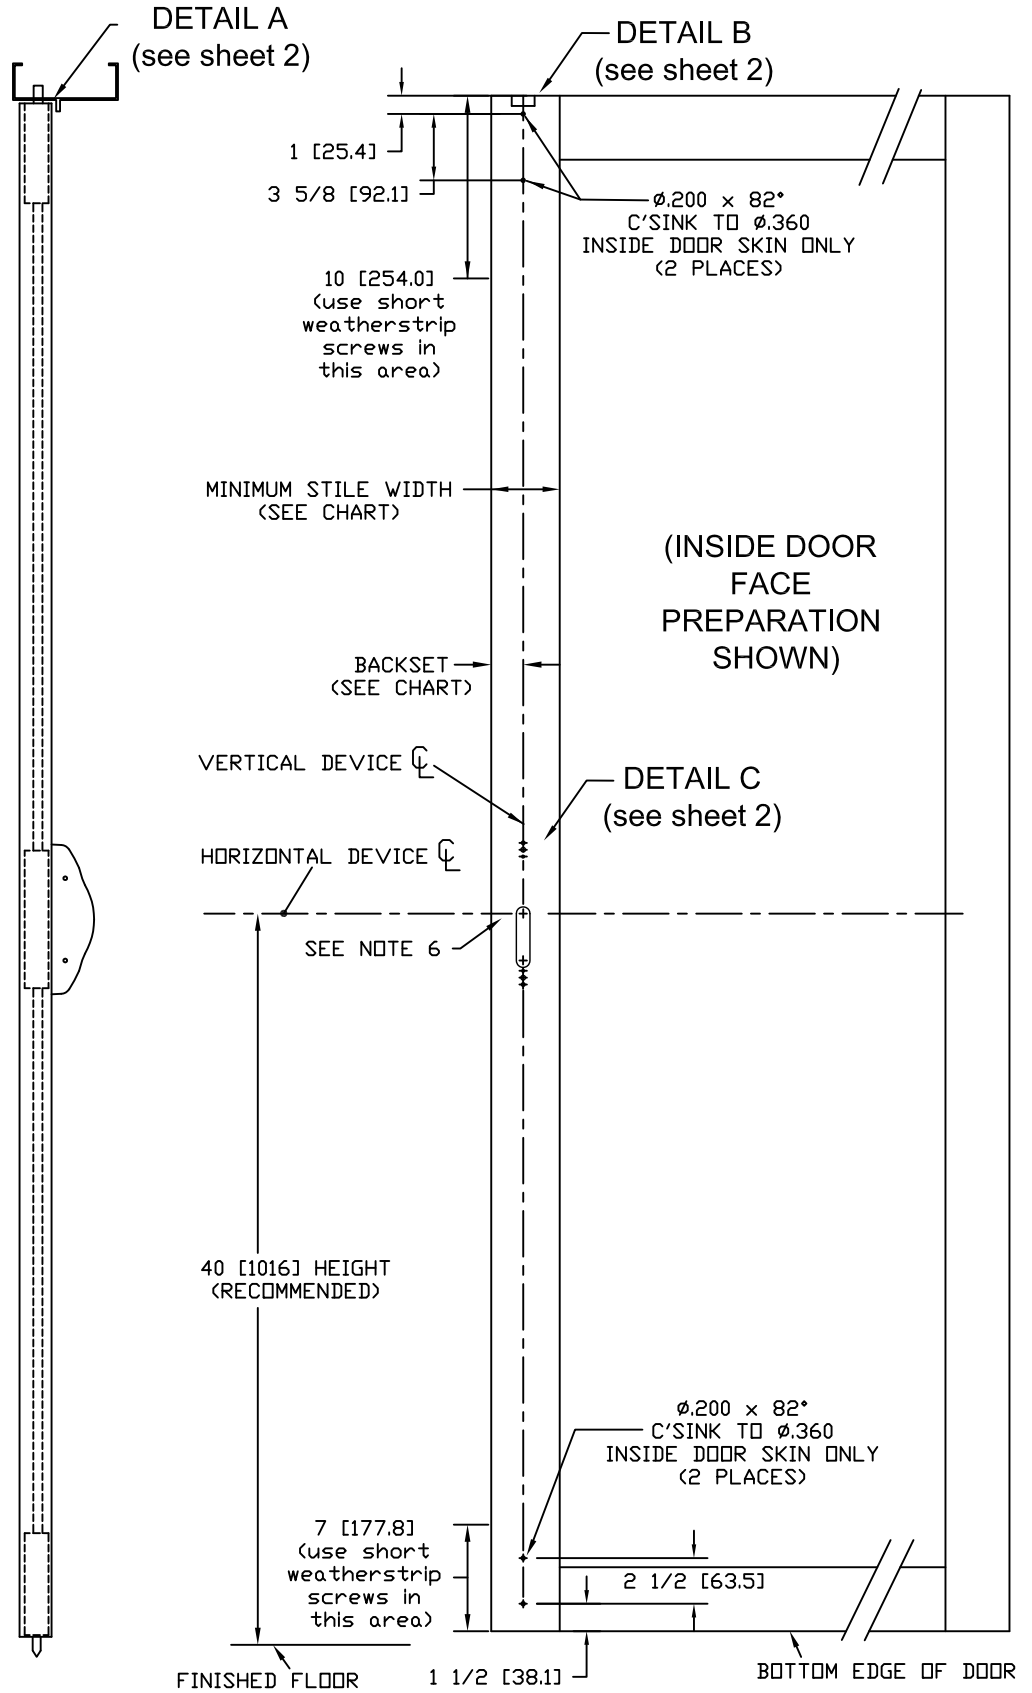 DETAIL A
(see sheet 2)
DETAIL B
(see sheet 2)
1 [25.4]
3 5/8 [92.1]
Ø.200 x 82°
C'SINK TO Ø.360
INSIDE DOOR SKIN ONLY
(2 PLACES)
10 [254.0]
(use short
weatherstrip
screws in
this area)
MINIMUM STILE WIDTH
(SEE CHART)
(INSIDE DOOR
FACE
PREPARATION
SHOWN)
BACKSET
(SEE CHART)
VERTICAL DEVICE ℄
DETAIL C
(see sheet 2)
HORIZONTAL DEVICE ℄
SEE NOTE 6
40 [1016] HEIGHT
(RECOMMENDED)
Ø.200 x 82°
C'SINK TO Ø.360
INSIDE DOOR SKIN ONLY
(2 PLACES)
7 [177.8]
(use short
weatherstrip
screws in
this area)
2 1/2 [63.5]
FINISHED FLOOR
1 1/2 [38.1]
BOTTOM EDGE OF DOOR